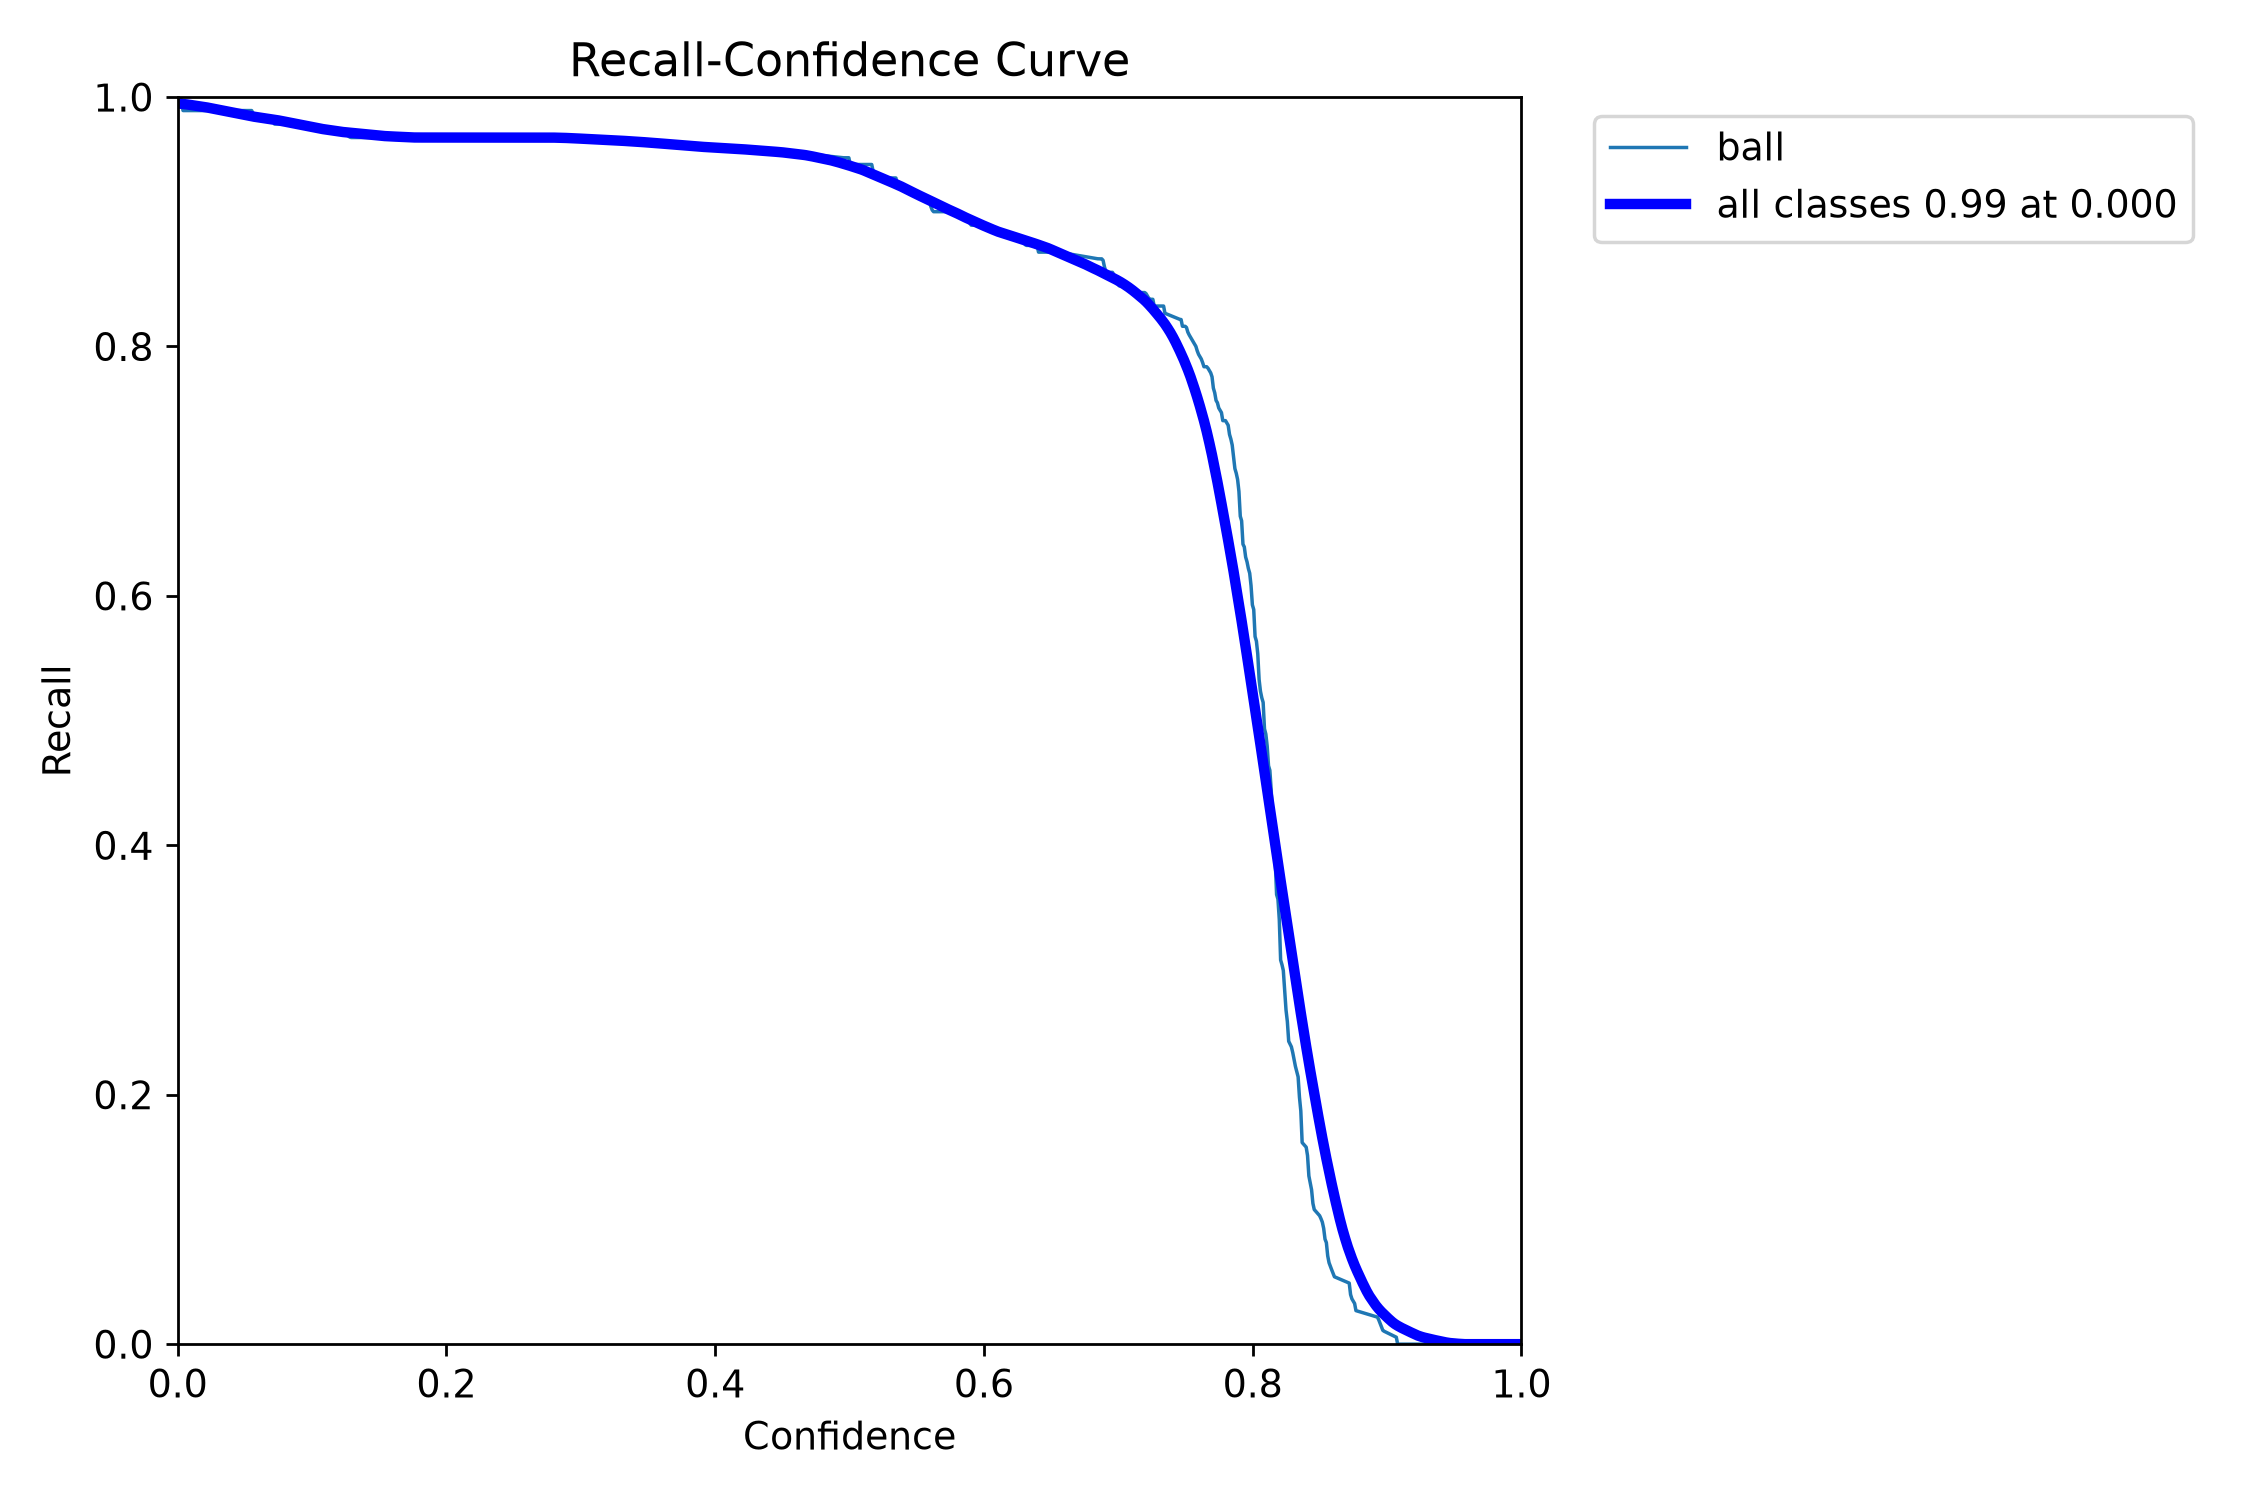 Recall-Confidence Curve
1.0
0.8
0.6
0.4
0.2
0.0
Recall
0.0 0.2 0.4 0.6 0.8 1.0
Confidence
ball
all classes 0.99 at 0.000